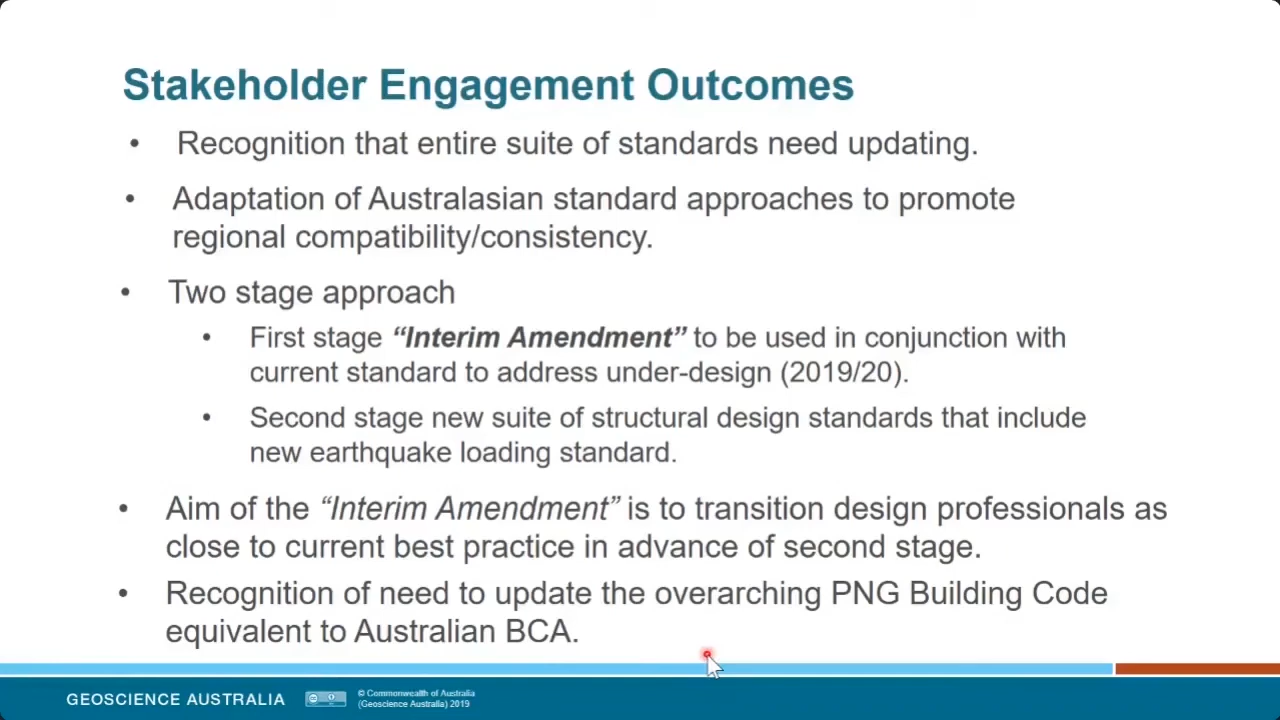 Stakeholder Engagement Outcomes
• Recognition that entire suite of standards need updating.
• Adaptation of Australasian standard approaches to promote
regional compatibility/consistency.
• Two stage approach
• First stage “Interim Amendment” to be used in conjunction with
current standard to address under-design (2019/20).
• Second stage new suite of structural design standards that include
new earthquake loading standard.
• Aim of the “Interim Amendment” is to transition design professionals as
close to current best practice in advance of second stage.
• Recognition of need to update the overarching PNG Building Code
equivalent to Australian BCA.
GEOSCIENCE AUSTRALIA
© Commonwealth of Australia
(Geoscience Australia) 2019